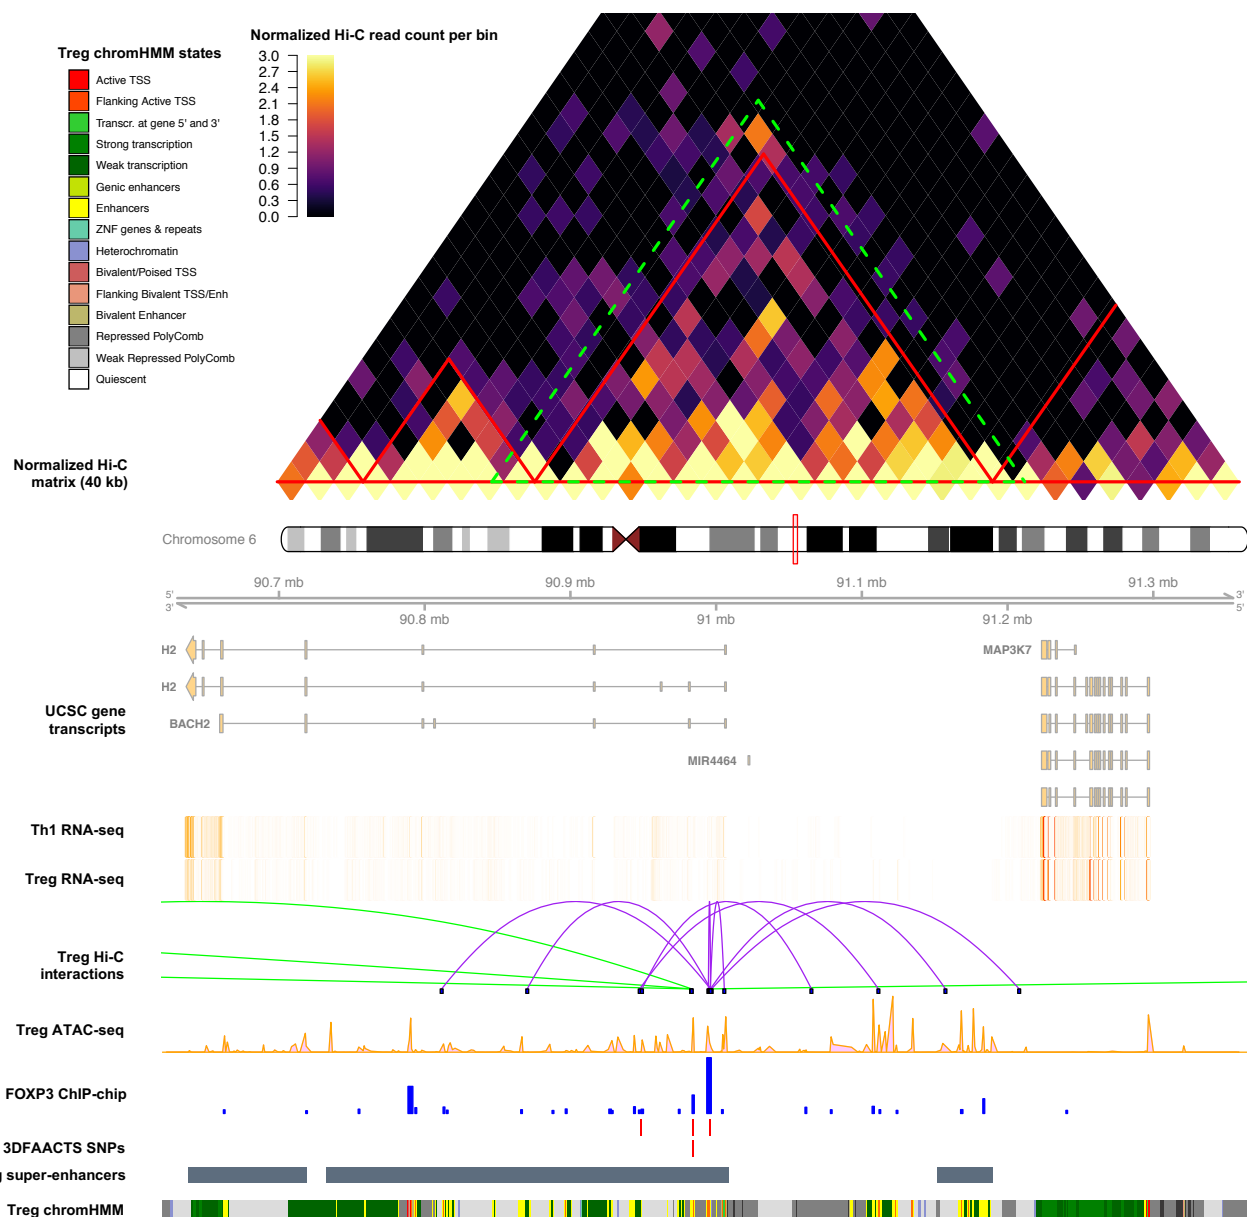 Normalized Hi-C read count per bin
Treg chromHMM states
Active TSS
Flanking Active TSS
Transcr. at gene 5' and 3'
Strong transcription
Weak transcription
Genic enhancers
Enhancers
ZNF genes & repeats
Heterochromatin
Bivalent/Poised TSS
Flanking Bivalent TSS/Enh
Bivalent Enhancer
Repressed PolyComb
Weak Repressed PolyComb
Quiescent
3.0
2.7
2.4
2.1
1.8
1.5
1.2
0.9
0.6
0.3
0.0
Normalized Hi-C
matrix (40 kb)
Chromosome 6
90.7 mb 90.9 mb 91.1 mb 91.3 mb
5' 3'
3' 5'
90.8 mb 91 mb 91.2 mb
H2 MAP3K7
H2
UCSC gene
transcripts
BACH2
MIR4464
Th1 RNA-seq
Treg RNA-seq
Treg Hi-C
interactions
Treg ATAC-seq
FOXP3 ChIP-chip
3DFAACTS SNPs
super-enhancers
Treg chromHMM